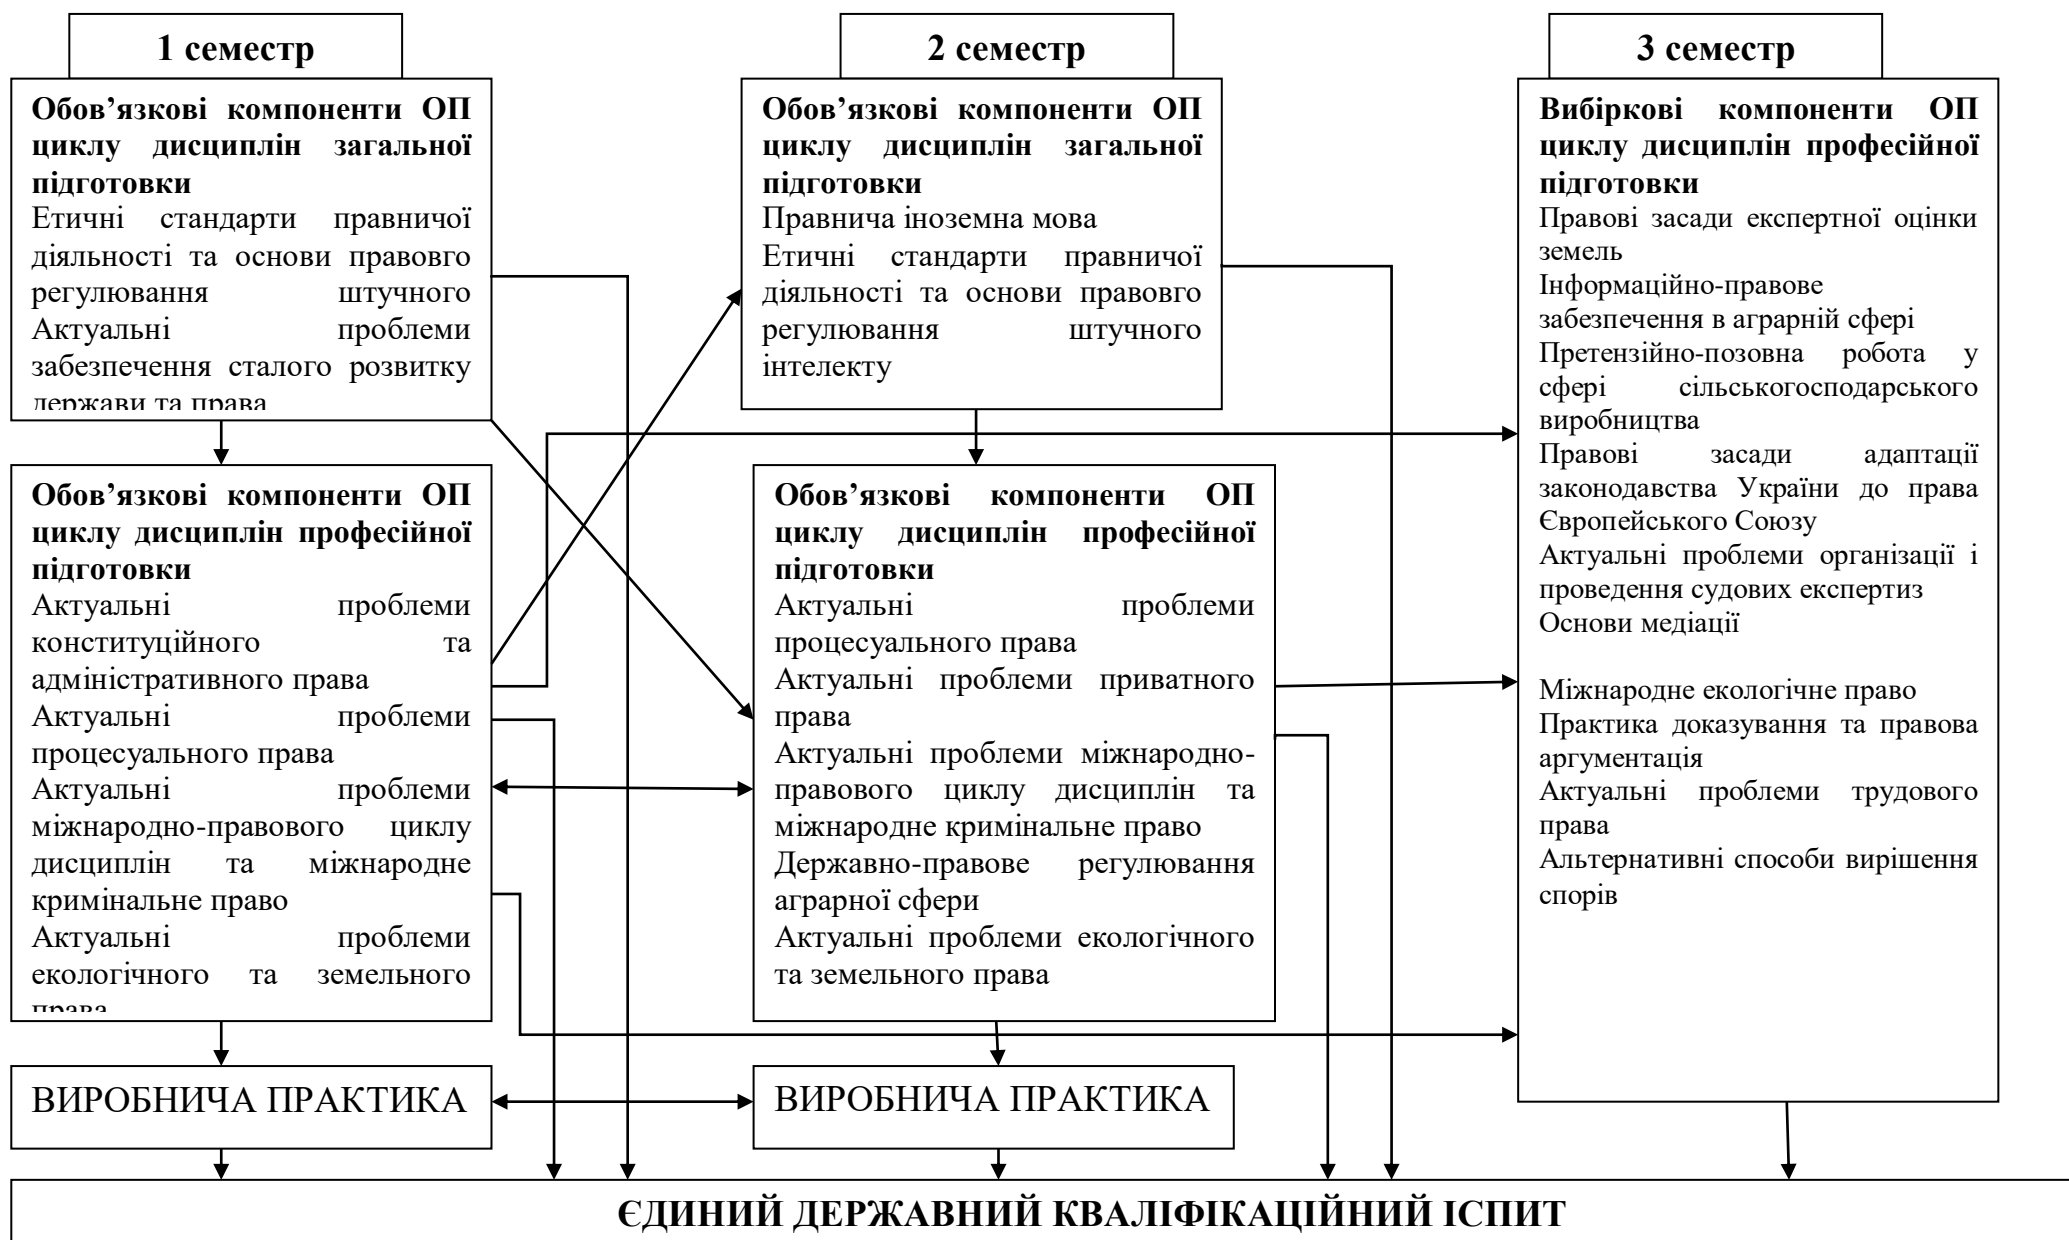 1 семестр
Обов’язкові компоненти ОП
циклу дисциплін загальної
підготовки
Етичні стандарти правничої
діяльності та основи правовго
регулювання штучного
Актуальні проблеми
забезпечення сталого розвитку
держави та права
Обов’язкові компоненти ОП
циклу дисциплін професійної
підготовки
Актуальні проблеми
конституційного та
адміністративного права
Актуальні проблеми
процесуального права
Актуальні проблеми
міжнародно-правового циклу
дисциплін та міжнародне
кримінальне право
Актуальні проблеми
екологічного та земельного
права
ВИРОБНИЧА ПРАКТИКА
2 семестр
Обов’язкові компоненти ОП
циклу дисциплін загальної
підготовки
Правнича іноземна мова
Етичні стандарти правничої
діяльності та основи правовго
регулювання штучного
інтелекту
Обов’язкові компоненти ОП
циклу дисциплін професійної
підготовки
Актуальні проблеми
процесуального права
Актуальні проблеми приватного
права
Актуальні проблеми міжнародно-
правового циклу дисциплін та
міжнародне кримінальне право
Державно-правове регулювання
аграрної сфери
Актуальні проблеми екологічного
та земельного права
ВИРОБНИЧА ПРАКТИКА
3 семестр
Вибіркові компоненти ОП
циклу дисциплін професійної
підготовки
Правові засади експертної оцінки
земель
Інформаційно-правове
забезпечення в аграрній сфері
Претензійно-позовна робота у
сфері сільськогосподарського
виробництва
Правові засади адаптації
законодавства України до права
Європейського Союзу
Актуальні проблеми організації і
проведення судових експертиз
Основи медіації
Міжнародне екологічне право
Практика доказування та правова
аргументація
Актуальні проблеми трудового
права
Альтернативні способи вирішення
спорів
ЄДИНИЙ ДЕРЖАВНИЙ КВАЛІФІКАЦІЙНИЙ ІСПИТ